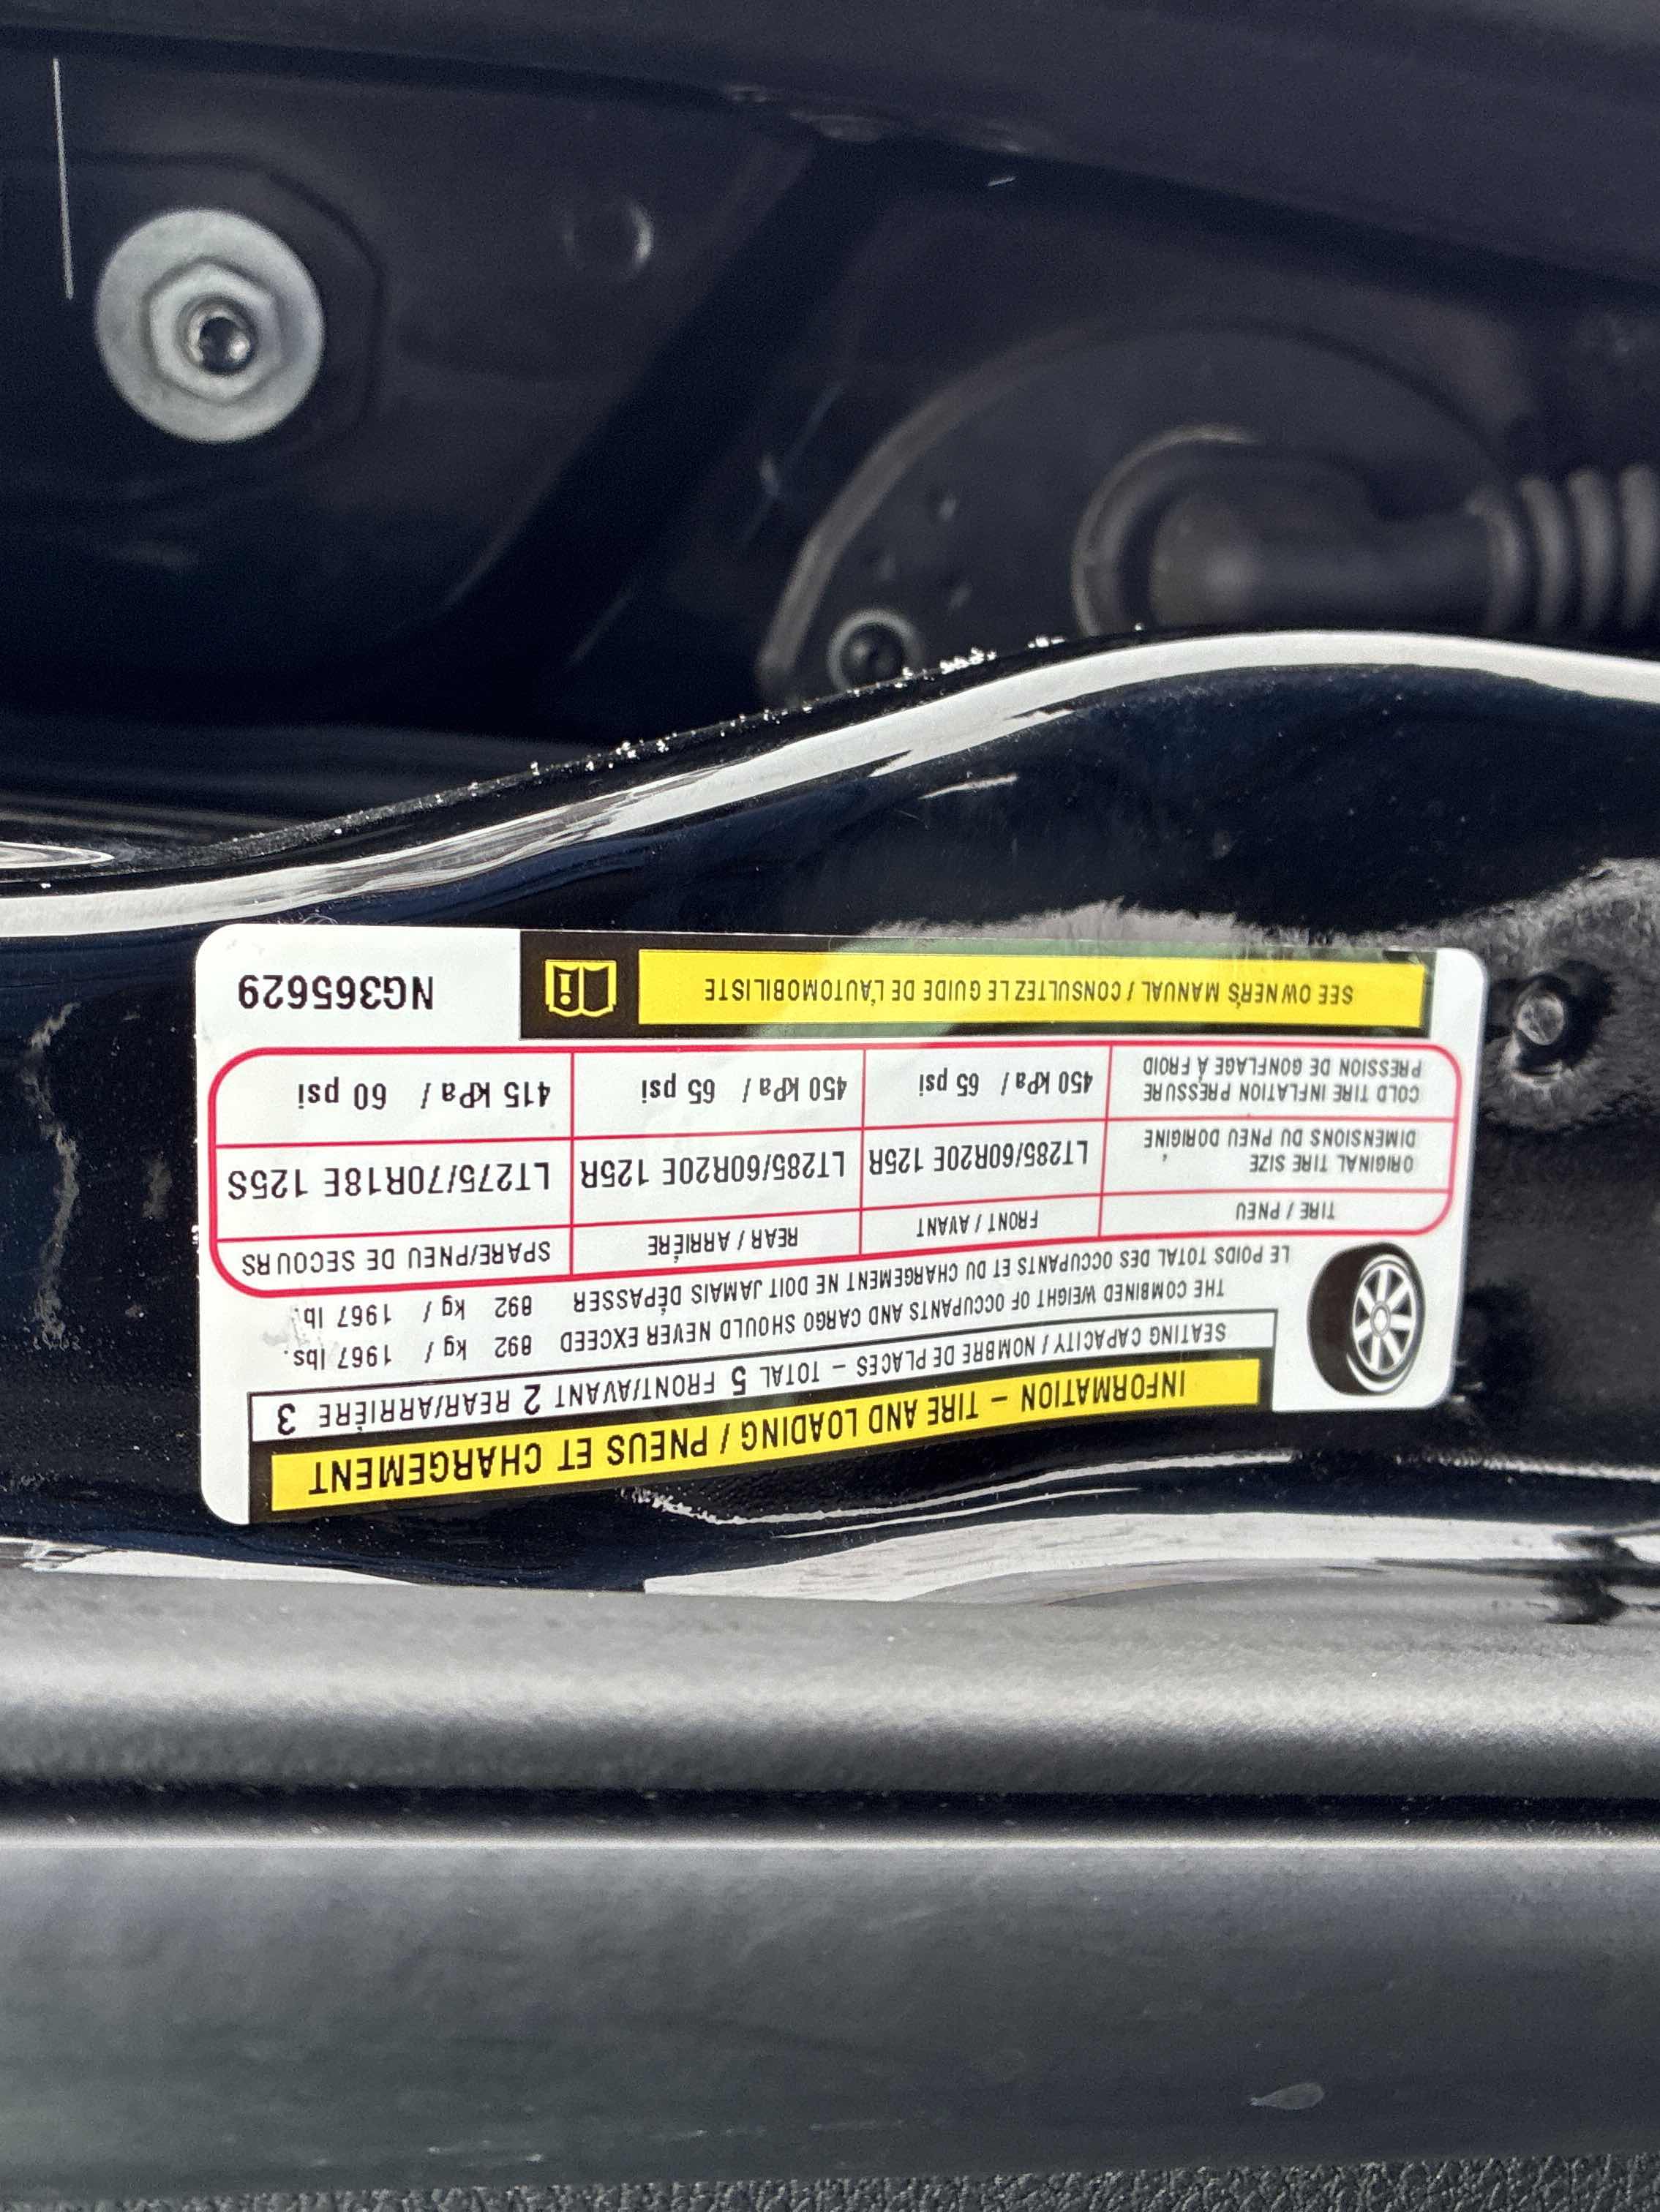 INFORMATION – TIRE AND LOADING / PNEUS ET CHARGEMENT
SEATING CAPACITY / NOMBRE DE PLACES – TOTAL 5 FRONT/AVANT 2 REAR/ARRIÈRE 3
THE COMBINED WEIGHT OF OCCUPANTS AND CARGO SHOULD NEVER EXCEED 892 kg / 1967 lbs.
LE POIDS TOTAL DES OCCUPANTS ET DU CHARGEMENT NE DOIT JAMAIS DÉPASSER 892 kg / 1967 lb.
TIRE / PNEU FRONT / AVANT REAR / ARRIÈRE SPARE/PNEU DE SECOURS
ORIGINAL TIRE SIZE
DIMENSIONS DU PNEU D'ORIGINE LT285/60R20E 125R LT285/60R20E 125R LT275/70R18E 125S
COLD TIRE INFLATION PRESSURE
PRESSION DE GONFLAGE À FROID 450 kPa / 65 psi 450 kPa / 65 psi 415 kPa / 60 psi
SEE OWNER'S MANUAL / CONSULTEZ LE GUIDE DE L'AUTOMOBILISTE
NG365629